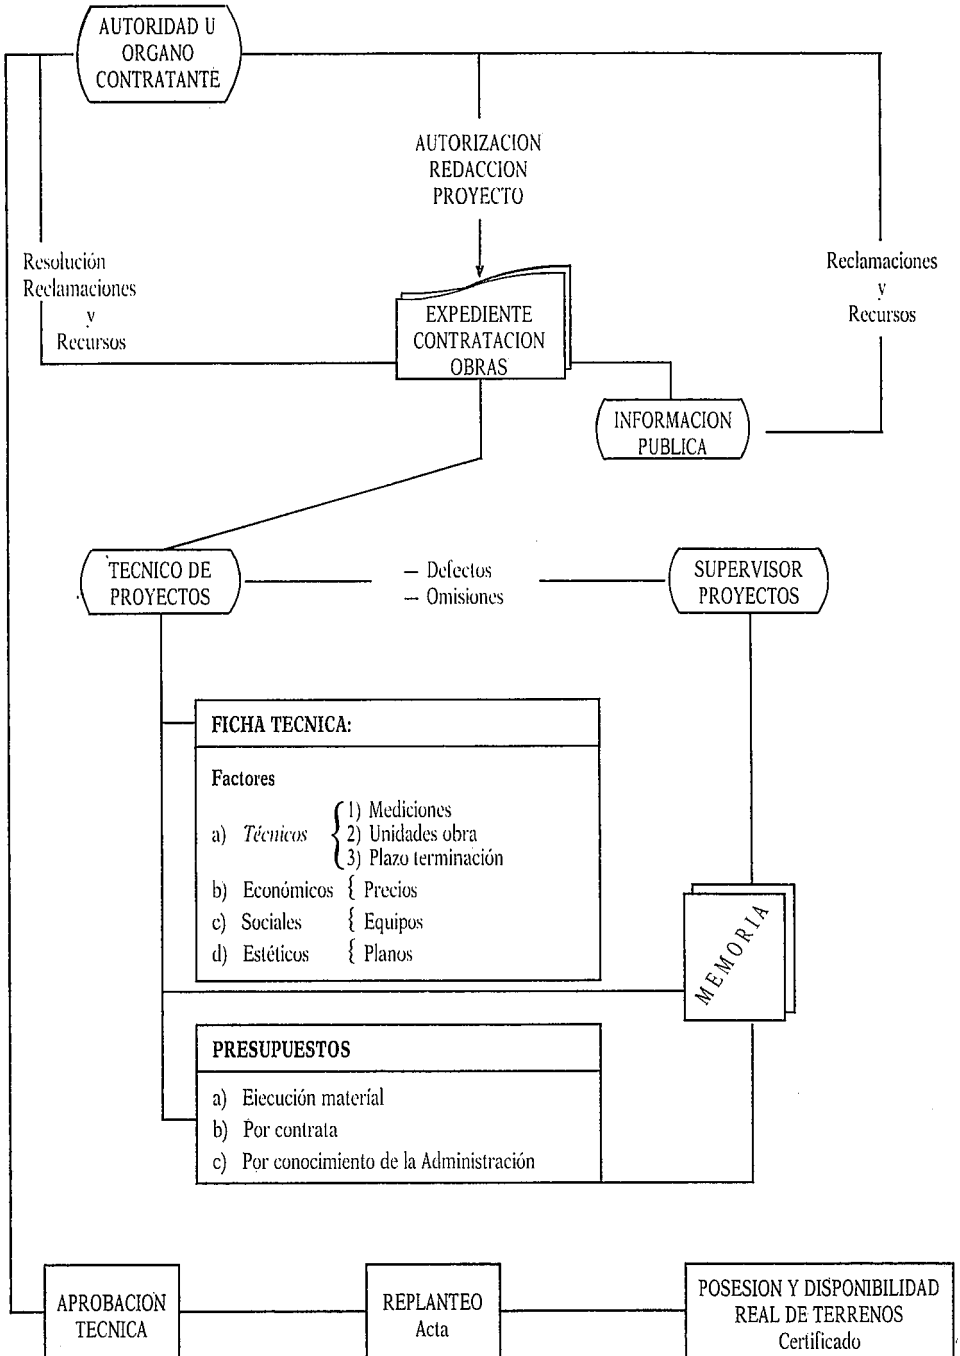 AUTORIDAD U
ORGANO
CONTRATANTE
AUTORIZACION
REDACCION
PROYECTO
Resolución
Reclamaciones
y
Recursos
Reclamaciones
y
Recursos
EXPEDIENTE
CONTRATACION
OBRAS
INFORMACION
PUBLICA
TECNICO DE
PROYECTOS
— Defectos
— Omisiones
SUPERVISOR
PROYECTOS
FICHA TECNICA:
Factores
a) Técnicos { 1) Mediciones
2) Unidades obra
3) Plazo terminación
b) Económicos { Precios
c) Sociales { Equipos
d) Estéticos { Planos
MEMORIA
PRESUPUESTOS
a) Ejecución material
b) Por contrata
c) Por conocimiento de la Administración
APROBACION
TECNICA
REPLANTEO
Acta
POSESION Y DISPONIBILIDAD
REAL DE TERRENOS
Certificado